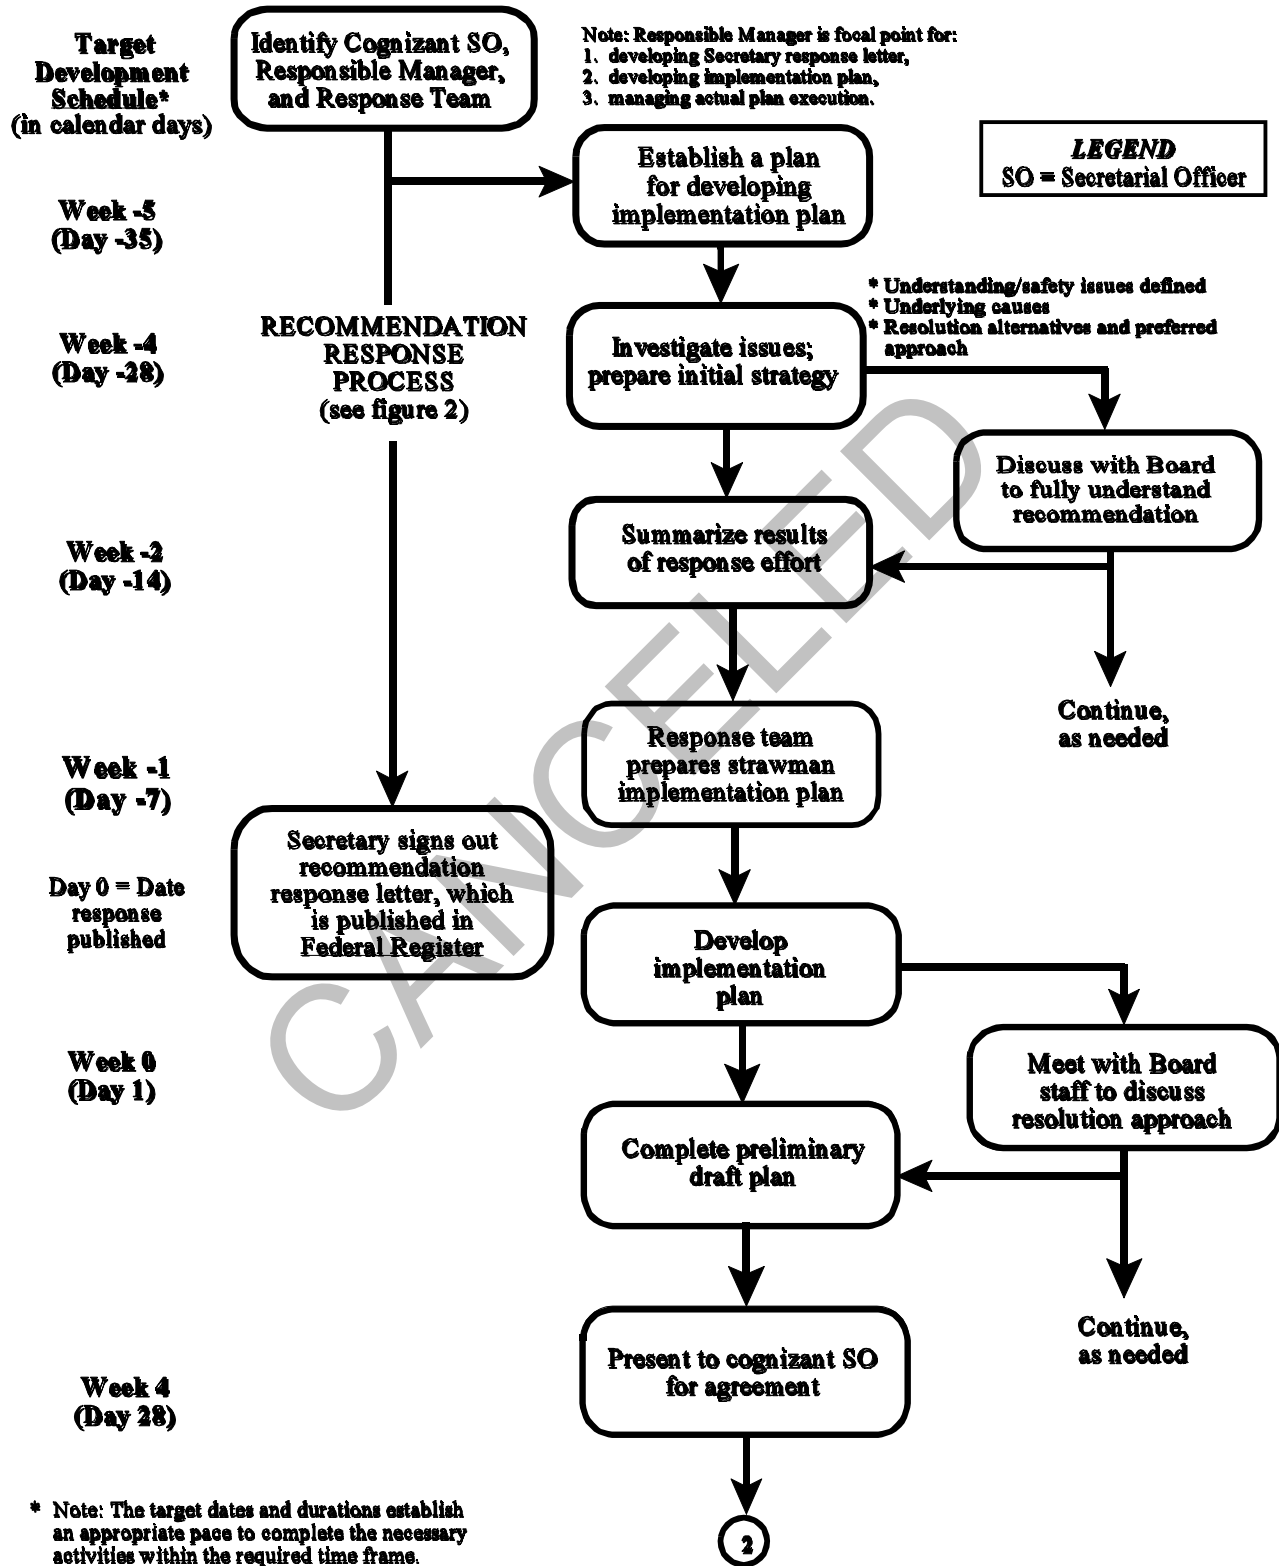 Target
Development
Schedule*
(in calendar days)
Identify Cognizant SO,
Responsible Manager,
and Response Team
Note: Responsible Manager is focal point for:
1. developing Secretary response letter,
2. developing implementation plan,
3. managing actual plan execution.
LEGEND
SO = Secretarial Officer
Establish a plan
for developing
implementation plan
Week -5
(Day -35)
* Understanding/safety issues defined
* Underlying causes
* Resolution alternatives and preferred
approach
RECOMMENDATION
RESPONSE
PROCESS
(see figure 2)
Week -4
(Day -28)
Investigate issues;
prepare initial strategy
Discuss with Board
to fully understand
recommendation
Summarize results
of response effort
Week -2
(Day -14)
Continue,
as needed
Response team
prepares strawman
implementation plan
Week -1
(Day -7)
Secretary signs out
recommendation
response letter, which
is published in
Federal Register
Day 0 = Date
response
published
Develop
implementation
plan
Week 0
(Day 1)
Meet with Board
staff to discuss
resolution approach
Complete preliminary
draft plan
Continue,
as needed
Present to cognizant SO
for agreement
Week 4
(Day 28)
* Note: The target dates and durations establish
an appropriate pace to complete the necessary
activities within the required time frame.
2
CANCELED